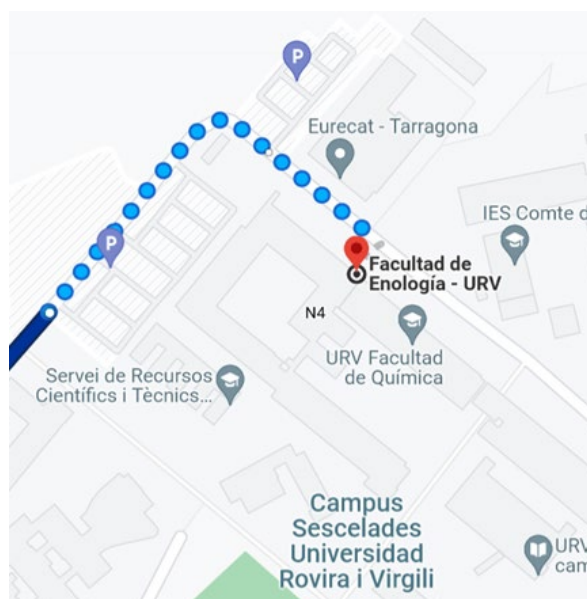 P
Eurecat - Tarragona
IES Comte d
P
Facultad de
Enología - URV
N4
URV Facultad
de Química
Servei de Recursos
Científics i Tècnics...
Campus
Sescelades
Universidad
Rovira i Virgili
URV
cam